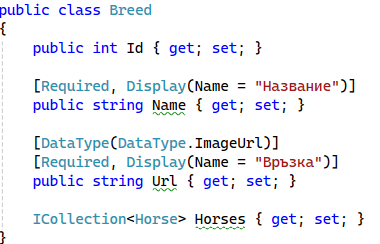 public class Breed
{
public int Id { get; set; }
[Required, Display(Name = "Название")]
public string Name { get; set; }
[DataType(DataType.ImageUrl)]
[Required, Display(Name = "Връзка")]
public string Url { get; set; }
ICollection<Horse> Horses { get; set; }
}